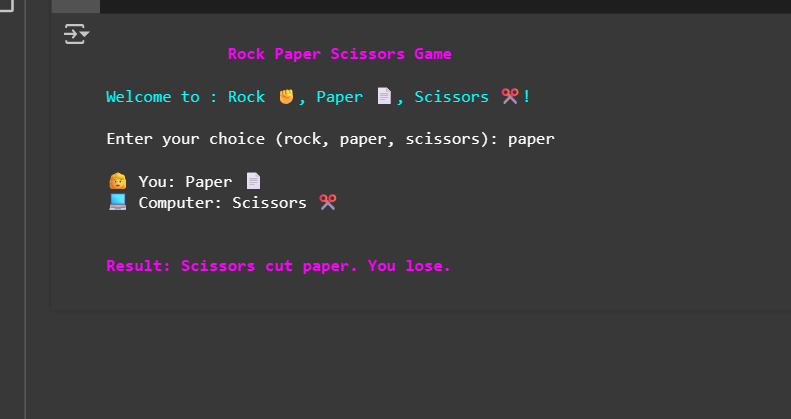 Rock Paper Scissors Game
Welcome to : Rock ✊, Paper 📄, Scissors ✂️!
Enter your choice (rock, paper, scissors): paper
👩 You: Paper 📄
💻 Computer: Scissors ✂️
Result: Scissors cut paper. You lose.